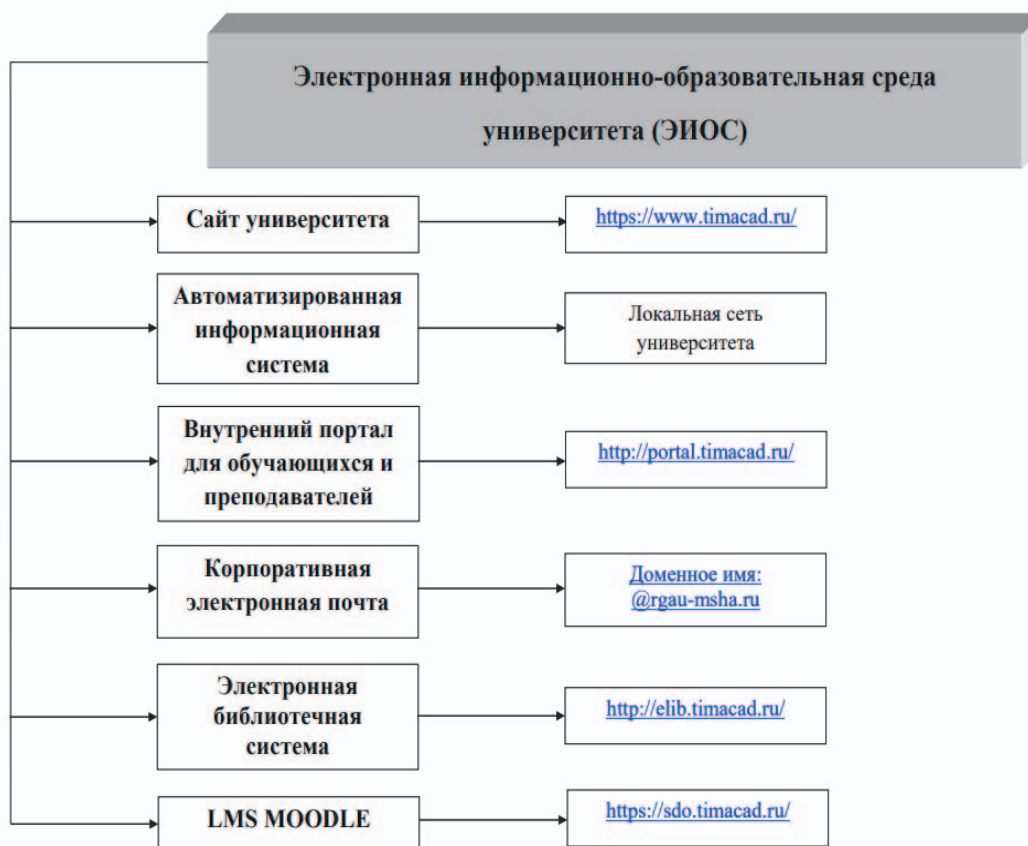 Электронная информационно-образовательная среда
университета (ЭИОС)
Сайт университета
https://www.timacad.ru/
Автоматизированная
информационная
система
Локальная сеть
университета
Внутренний портал
для обучающихся и
преподавателей
http://portal.timacad.ru/
Корпоративная
электронная почта
Доменное имя:
@rgau-msha.ru
Электронная
библиотечная
система
http://elib.timacad.ru/
LMS MOODLE
https://sdo.timacad.ru/